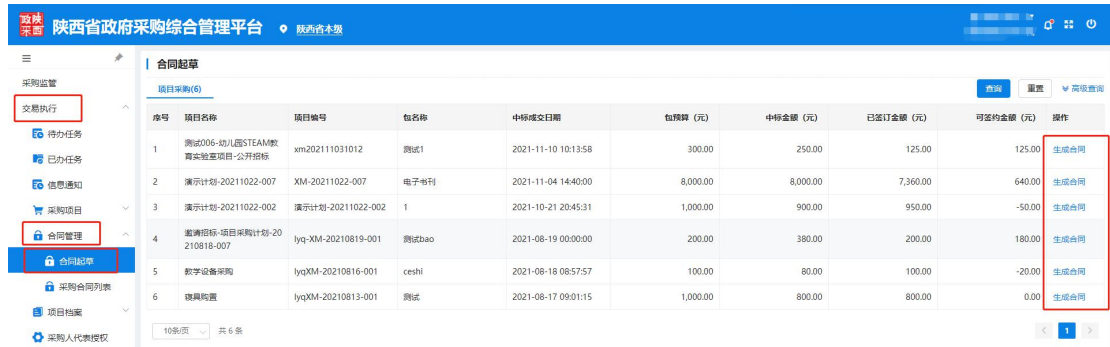 政陕
采西
陕西省政府采购综合管理平台 陕西省本级
合同起草
采购监管
项目采购(6) 查询 重置 高级查询
交易执行
序号 项目名称 项目编号 包名称 中标成交日期 包预算（元） 中标金额（元） 已签订金额（元） 可签约金额（元） 操作
待办任务
1 测试006-幼儿园STEAM教育实验室项目-公开招标 xm202111031012 测试1 2021-11-10 10:13:58 300.00 250.00 125.00 125.00 生成合同
已办任务
信息通知
2 演示计划-20211022-007 XM-20211022-007 电子书刊 2021-11-04 14:40:00 8,000.00 8,000.00 7,360.00 640.00 生成合同
采购项目
3 演示计划-20211022-002 演示计划-20211022-002 1 2021-10-21 20:45:31 1,000.00 900.00 950.00 -50.00 生成合同
合同管理
4 邀请招标-项目采购计划-20210818-007 lyq-XM-20210819-001 测试bao 2021-08-19 00:00:00 200.00 380.00 200.00 180.00 生成合同
合同起草
5 教学设备采购 lyqXM-20210816-001 ceshi 2021-08-18 08:57:57 100.00 80.00 100.00 -20.00 生成合同
采购合同列表
6 寝具购置 lyqXM-20210813-001 测试 2021-08-17 09:01:15 1,000.00 800.00 800.00 0.00 生成合同
项目档案
采购人代表授权
10条/页 共 6 条 1